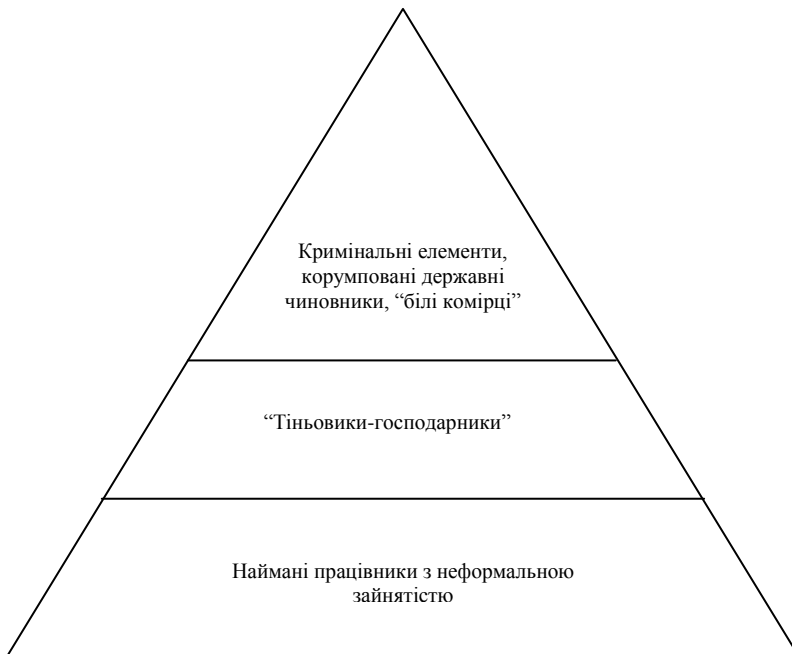 Кримінальні елементи,
корумповані державні
чиновники, “білі комірці”
“Тіньовики-господарники”
Наймані працівники з неформальною
зайнятістю